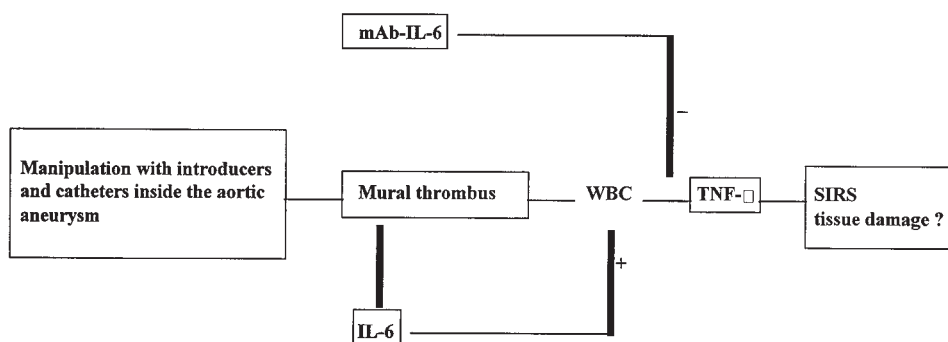 mAb-IL-6
−
Manipulation with introducers
and catheters inside the aortic
aneurysm
Mural thrombus
WBC
TNF-□
SIRS
tissue damage ?
+
IL-6